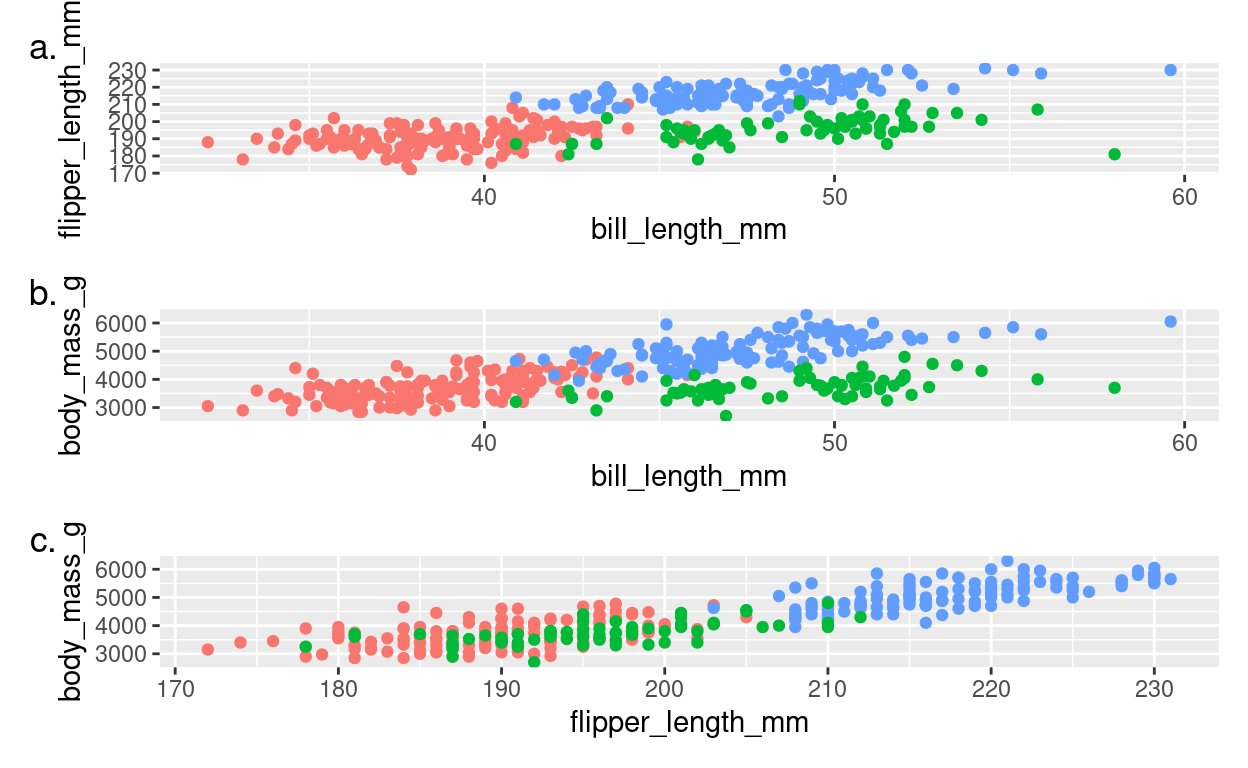 a.
flipper_length_mm
230
220
210
200
190
180
170
40 50 60
bill_length_mm
b.
body_mass_g
6000
5000
4000
3000
40 50 60
bill_length_mm
c.
body_mass_g
6000
5000
4000
3000
170 180 190 200 210 220 230
flipper_length_mm